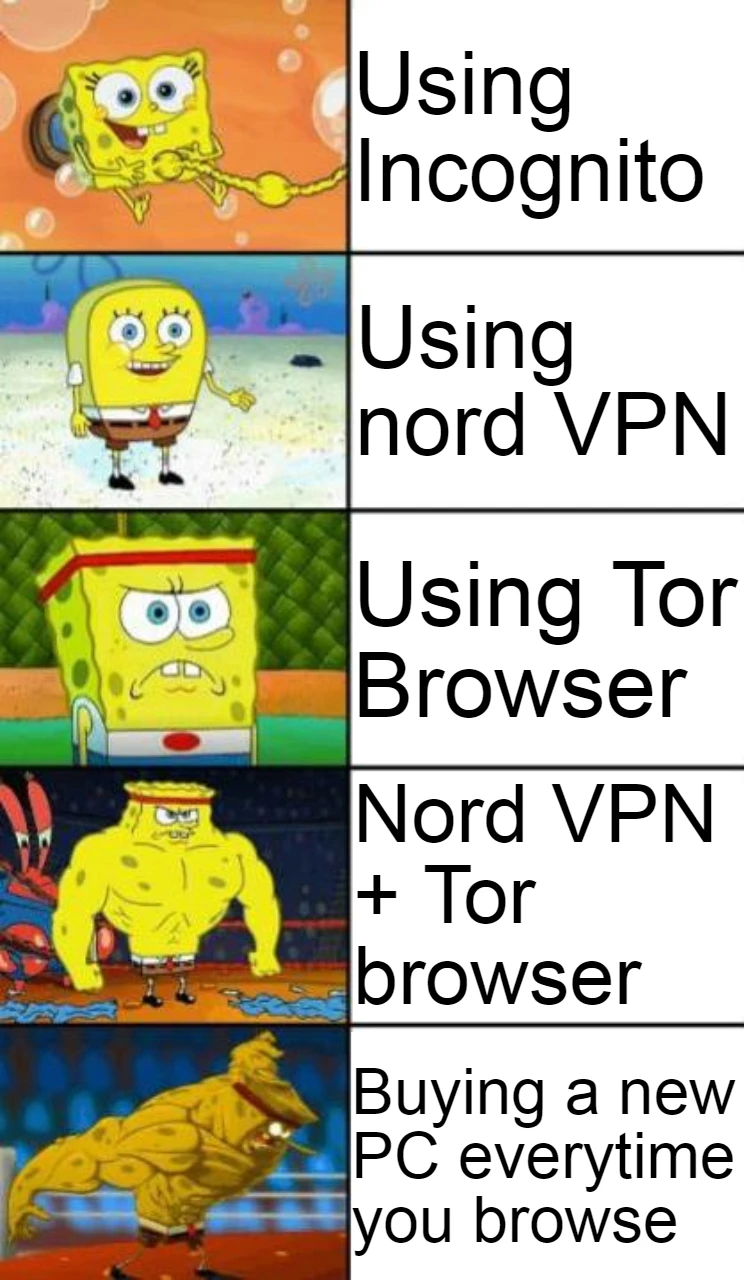 Using
Incognito
Using
nord VPN
Using Tor
Browser
Nord VPN
+ Tor
browser
Buying a new
PC everytime
you browse